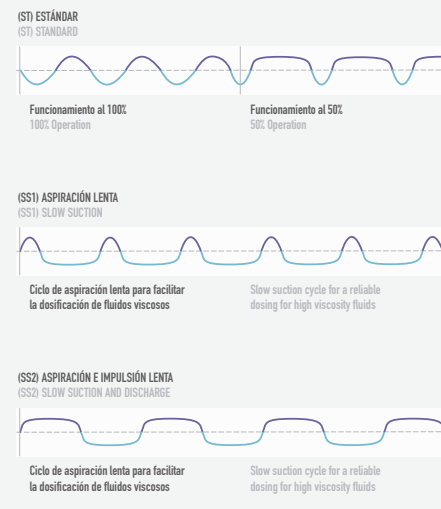 (ST) ESTÁNDAR
(ST) STANDARD
Funcionamiento al 100%
100% Operation
Funcionamiento al 50%
50% Operation
(SS1) ASPIRACIÓN LENTA
(SS1) SLOW SUCTION
Ciclo de aspiración lenta para facilitar
la dosificación de fluidos viscosos
Slow suction cycle for a reliable
dosing for high viscosity fluids
(SS2) ASPIRACIÓN E IMPULSIÓN LENTA
(SS2) SLOW SUCTION AND DISCHARGE
Ciclo de aspiración lenta para facilitar
la dosificación de fluidos viscosos
Slow suction cycle for a reliable
dosing for high viscosity fluids